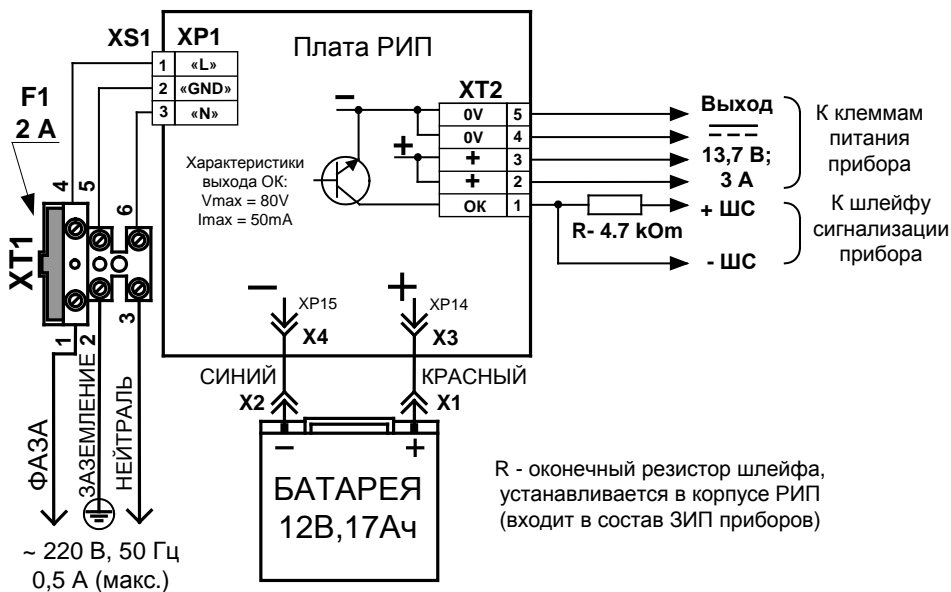 XS1 XP1
1 «L»
2 «GND»
3 «N»
Плата РИП
F1
2 А
4
5
6
XT1
1
2
3
ФАЗА
ЗАЗЕМЛЕНИЕ
НЕЙТРАЛЬ
~ 220 В, 50 Гц
0,5 А (макс.)
Характеристики
выхода ОК:
Vmax = 80V
Imax = 50mA
–
+
XT2
0V 5
0V 4
+ 3
+ 2
ОК 1
Выход
13,7 В;
3 А
К клеммам
питания
прибора
R- 4.7 kOm
+ ШС
- ШС
К шлейфу
сигнализации
прибора
– XP15
X4
+ XP14
X3
СИНИЙ
КРАСНЫЙ
X2
X1
– +
БАТАРЕЯ
12В,17Ач
R - оконечный резистор шлейфа,
устанавливается в корпусе РИП
(входит в состав ЗИП приборов)